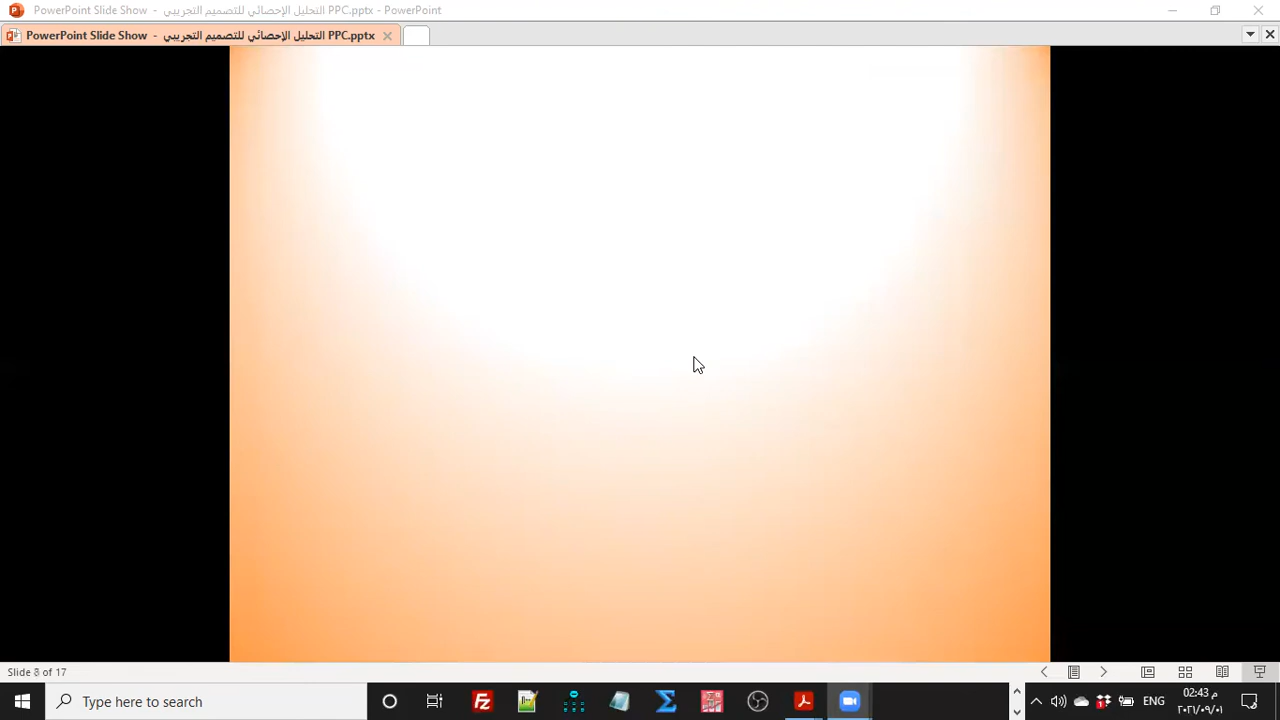 PowerPoint Slide Show - التحليل الإحصائي للتصميم التجريبي PPC.pptx - PowerPoint
PowerPoint Slide Show - التحليل الإحصائي للتصميم التجريبي PPC.pptx
Slide 8 of 17
Type here to search
ENG
02:43 م
٢٠٢١/٠٩/٠١